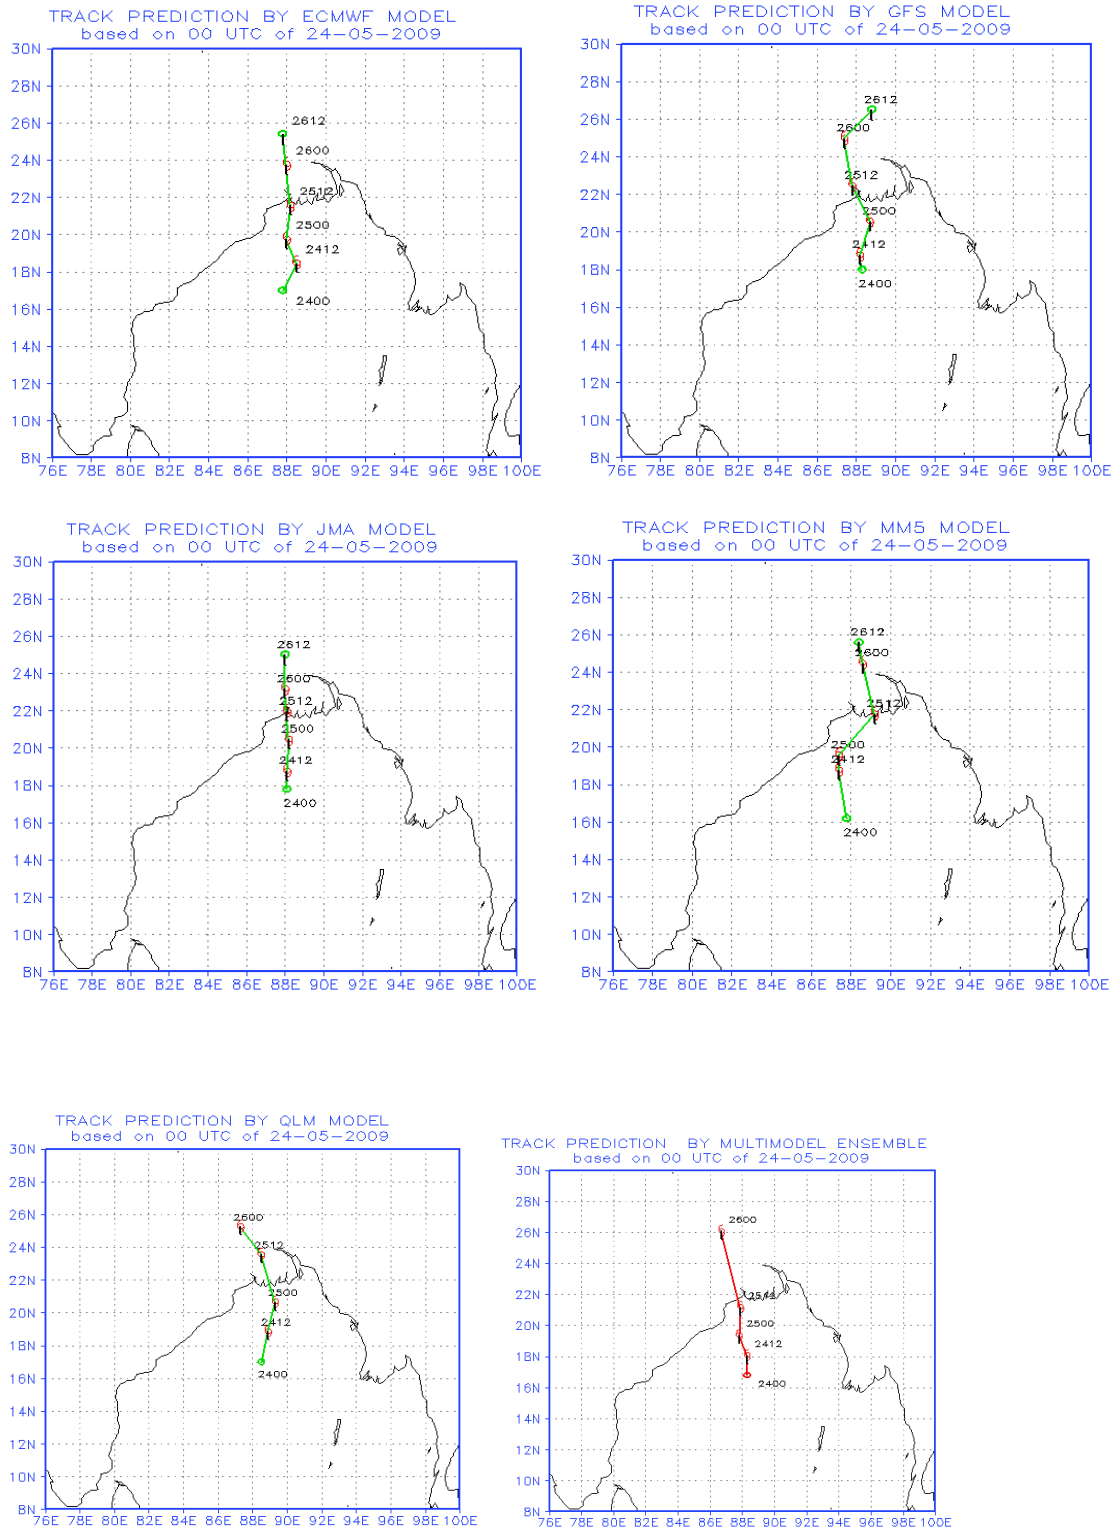 TRACK PREDICTION BY ECMWF MODEL
based on 00 UTC of 24-05-2009
30N
28N
26N
24N
22N
20N
18N
16N
14N
12N
10N
8N
2612
2600
2512
2500
2412
2400
76E 78E 80E 82E 84E 86E 88E 90E 92E 94E 96E 98E 100E
TRACK PREDICTION BY GFS MODEL
based on 00 UTC of 24-05-2009
30N
28N
26N
24N
22N
20N
18N
16N
14N
12N
10N
8N
2612
2600
2512
2500
2412
2400
76E 78E 80E 82E 84E 86E 88E 90E 92E 94E 96E 98E 100E
TRACK PREDICTION BY JMA MODEL
based on 00 UTC of 24-05-2009
30N
28N
26N
24N
22N
20N
18N
16N
14N
12N
10N
8N
2612
2600
2512
2500
2412
2400
76E 78E 80E 82E 84E 86E 88E 90E 92E 94E 96E 98E 100E
TRACK PREDICTION BY MM5 MODEL
based on 00 UTC of 24-05-2009
30N
28N
26N
24N
22N
20N
18N
16N
14N
12N
10N
8N
2612
2600
2512
2500
2412
2400
76E 78E 80E 82E 84E 86E 88E 90E 92E 94E 96E 98E 100E
TRACK PREDICTION BY QLM MODEL
based on 00 UTC of 24-05-2009
30N
28N
26N
24N
22N
20N
18N
16N
14N
12N
10N
8N
2600
2512
2500
2412
2400
76E 78E 80E 82E 84E 86E 88E 90E 92E 94E 96E 98E 100E
TRACK PREDICTION BY MULTIMODEL ENSEMBLE
based on 00 UTC of 24-05-2009
30N
28N
26N
24N
22N
20N
18N
16N
14N
12N
10N
8N
2600
2512
2500
2412
2400
76E 78E 80E 82E 84E 86E 88E 90E 92E 94E 96E 98E 100E